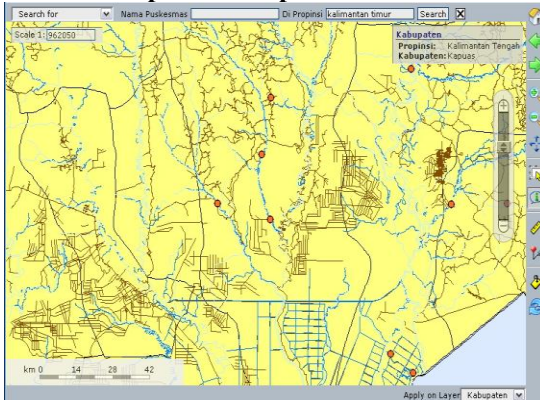 Search for Nama Puskesmas Di Propinsi kalimantan timur Search X
Scale 1: 962050
Kabupaten
Propinsi: Kalimantan Tengah
Kabupaten: Kapuas
km 0 14 28 42
Apply on Layer Kabupaten